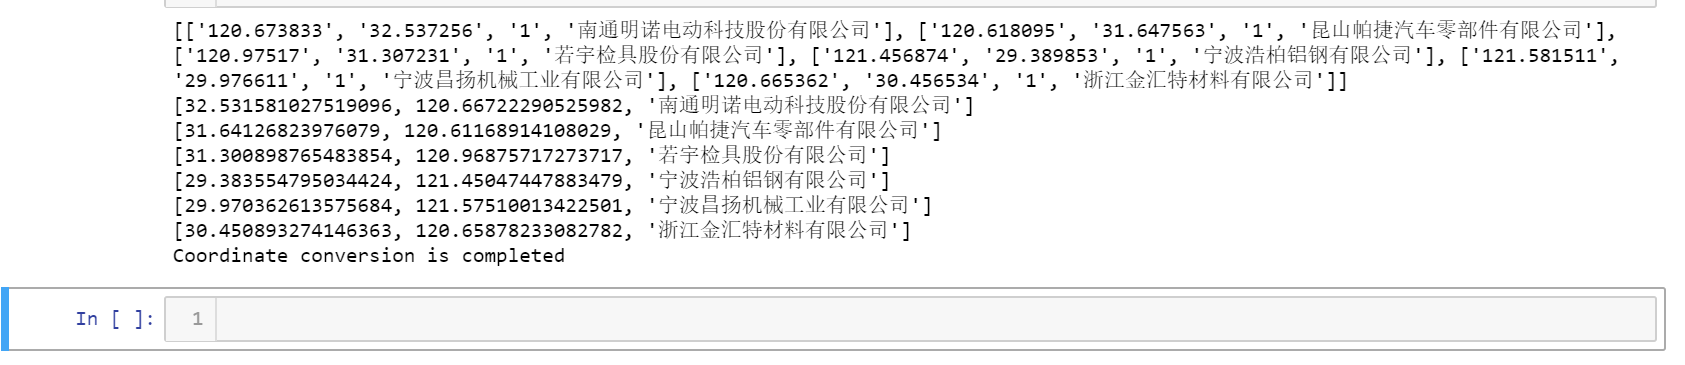 [['120.673833', '32.537256', '1', '南通明诺电动科技股份有限公司'], ['120.618095', '31.647563', '1', '昆山帕捷汽车零部件有限公司'],
['120.97517', '31.307231', '1', '若宇检具股份有限公司'], ['121.456874', '29.389853', '1', '宁波浩柏铝钢有限公司'], ['121.581511',
'29.976611', '1', '宁波昌扬机械工业有限公司'], ['120.665362', '30.456534', '1', '浙江金汇特材料有限公司']]
[32.531581027519096, 120.66722290525982, '南通明诺电动科技股份有限公司']
[31.64126823976079, 120.61168914108029, '昆山帕捷汽车零部件有限公司']
[31.300898765483854, 120.96875717273717, '若宇检具股份有限公司']
[29.383554795034424, 121.45047447883479, '宁波浩柏铝钢有限公司']
[29.970362613575684, 121.57510013422501, '宁波昌扬机械工业有限公司']
[30.450893274146363, 120.65878233082782, '浙江金汇特材料有限公司']
Coordinate conversion is completed
In [ ]: 1